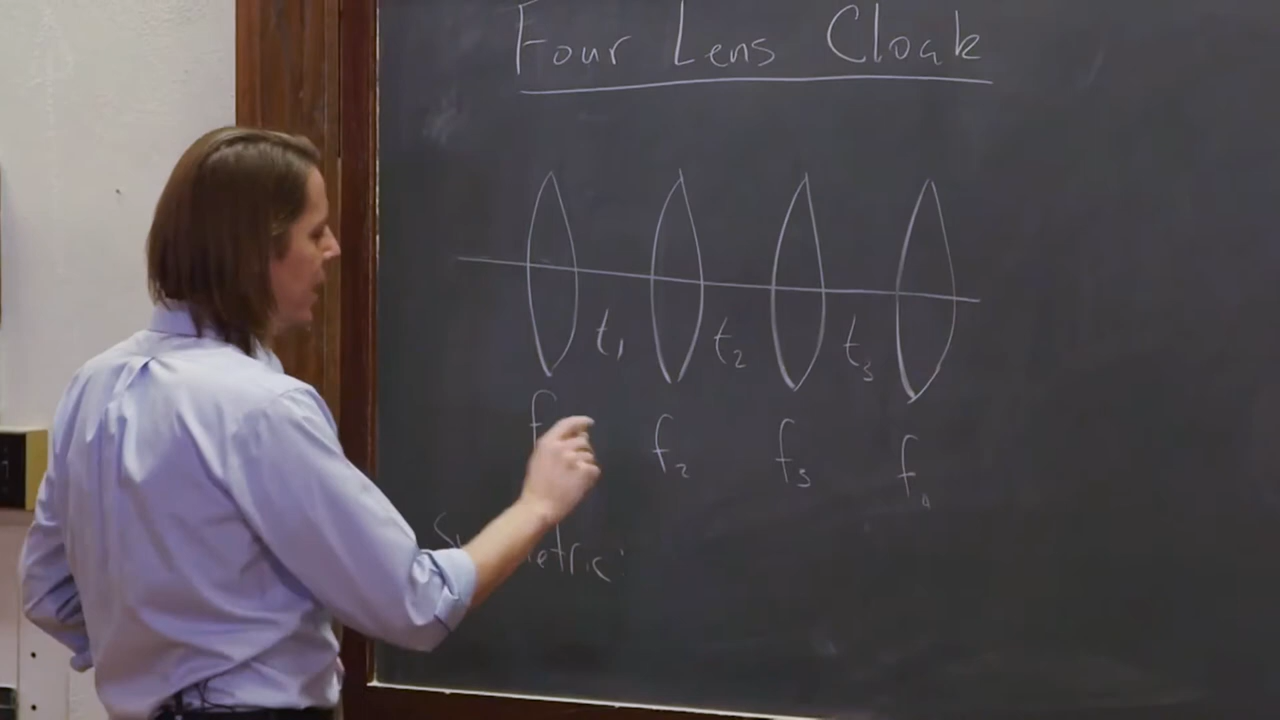 Four Lens Cloak
t₁ t₂ t₃
f f₂ f₃ f₄